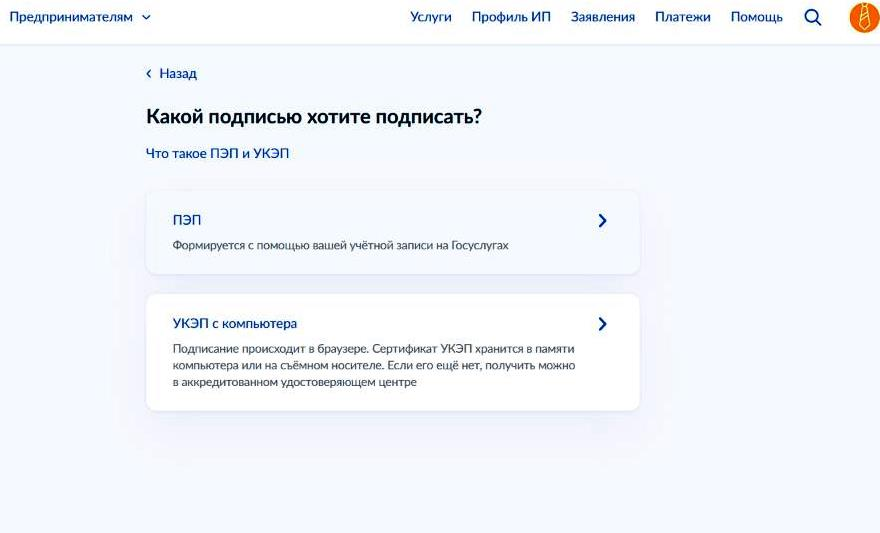 Предпринимателям Услуги Профиль ИП Заявления Платежи Помощь
Назад
Какой подписью хотите подписать?
Что такое ПЭП и УКЭП
ПЭП
Формируется с помощью вашей учётной записи на Госуслугах
УКЭП с компьютера
Подписание происходит в браузере. Сертификат УКЭП хранится в памяти
компьютера или на съёмном носителе. Если его ещё нет, получить можно
в аккредитованном удостоверяющем центре